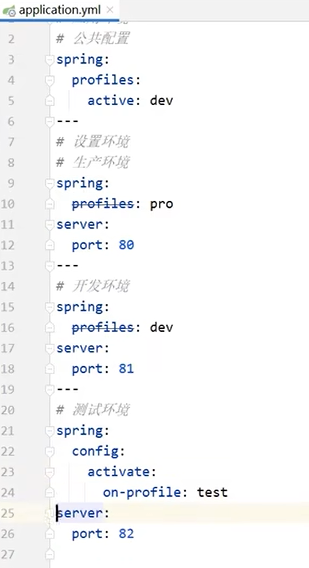 application.yml
2 # 公共配置
3 spring:
4   profiles:
5     active: dev
6 ---
7 # 设置环境
8 # 生产环境
9 spring:
10   profiles: pro
11 server:
12   port: 80
13 ---
14 # 开发环境
15 spring:
16   profiles: dev
17 server:
18   port: 81
19 ---
20 # 测试环境
21 spring:
22   config:
23     activate:
24       on-profile: test
25 server:
26   port: 82
27